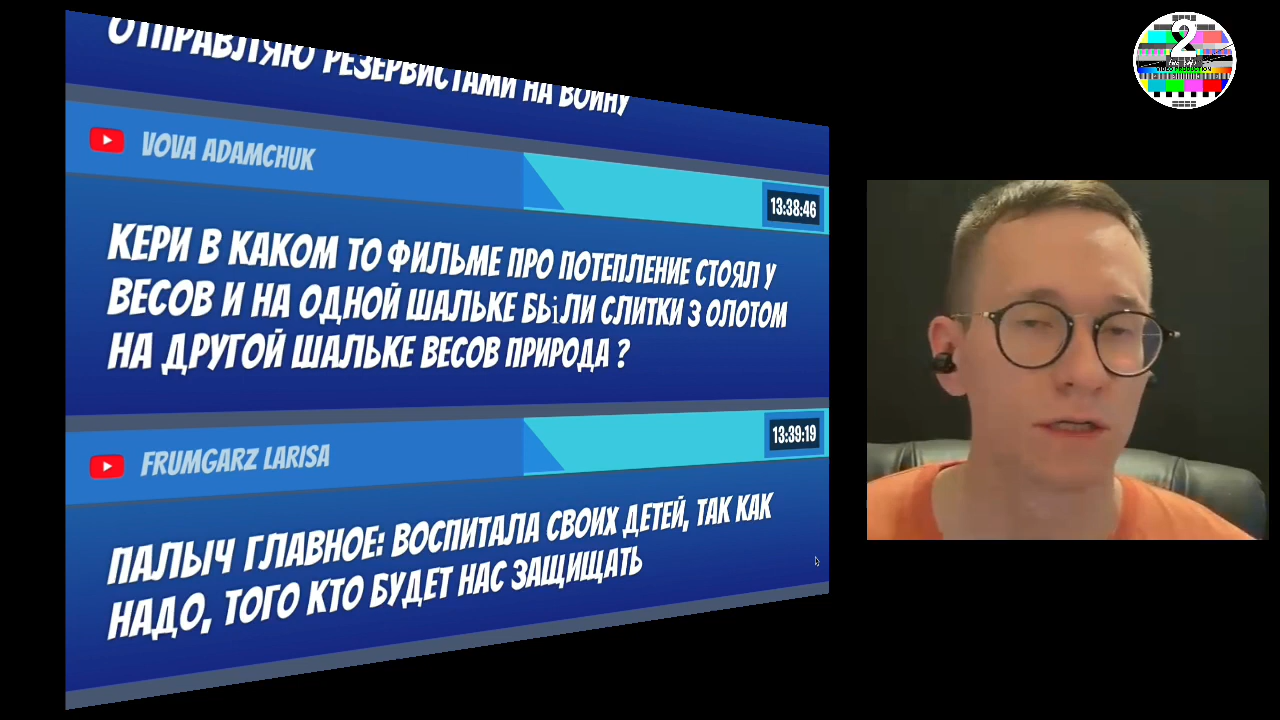 ОТПРАВЛЯЮ РЕЗЕРВИСТАМИ НА ВОЙНУ
VOVA ADAMCHUK
13:38:46
КЕРИ В КАКОМ ТО ФИЛЬМЕ ПРО ПОТЕПЛЕНИЕ СТОЯЛ У
ВЕСОВ И НА ОДНОЙ ШАЛЬКЕ БЬіЛИ СЛИТКИ З ОЛОТОМ
НА ДРУГОЙ ШАЛЬКЕ ВЕСОВ ПРИРОДА ?
FRUMGARZ LARISA
13:39:19
ПАЛЫЧ ГЛАВНОЕ: ВОСПИТАЛА СВОИХ ДЕТЕЙ, ТАК КАК
НАДО, ТОГО КТО БУДЕТ НАС ЗАЩИЩАТЬ
2